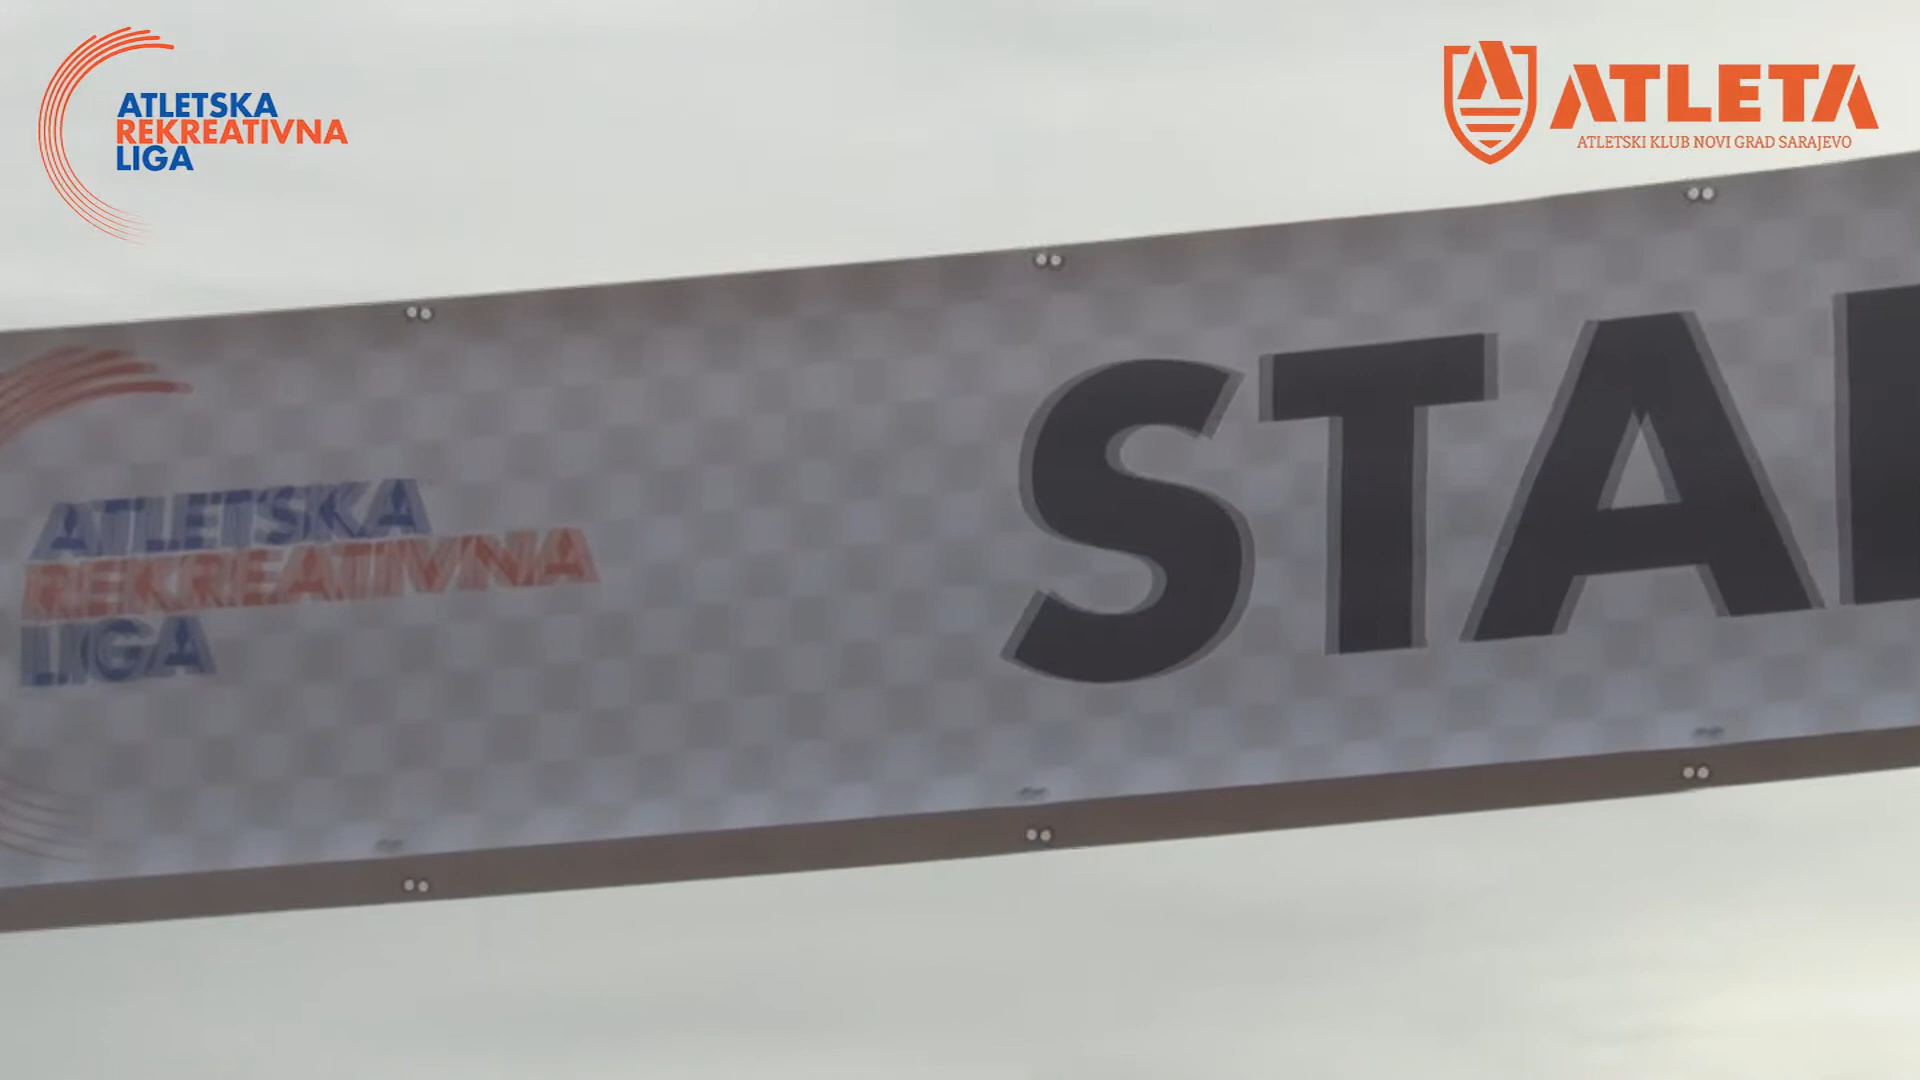 ATLETSKA
REKREATIVNA
LIGA
ATLETA
ATLETSKI KLUB NOVI GRAD SARAJEVO
ATLETSKA
REKREATIVNA
LIGA
STA